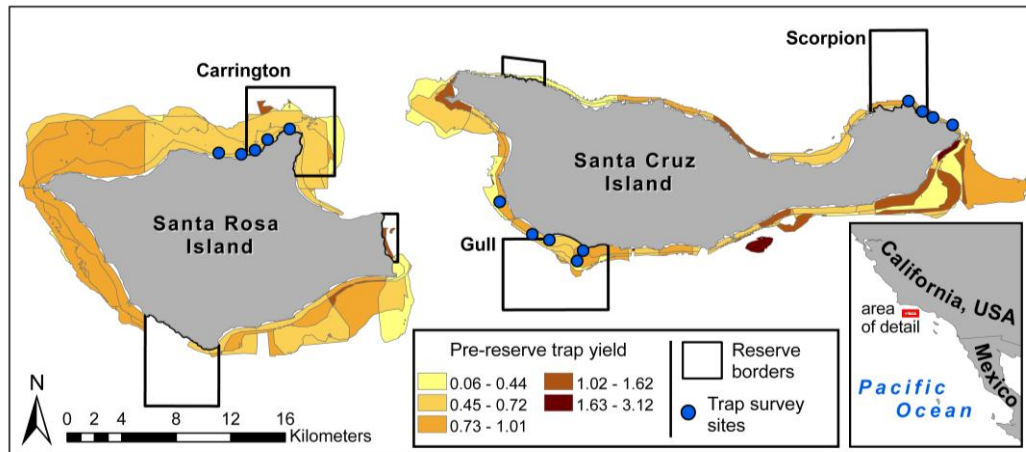 Carrington
Scorpion
Santa Cruz
Island
Santa Rosa
Island
Gull
N
0 2 4 8 12 16
Kilometers
Pre-reserve trap yield
0.06 - 0.44
0.45 - 0.72
0.73 - 1.01
1.02 - 1.62
1.63 - 3.12
Reserve
borders
Trap survey
sites
California, USA
area
of detail
Mexico
Pacific
Ocean